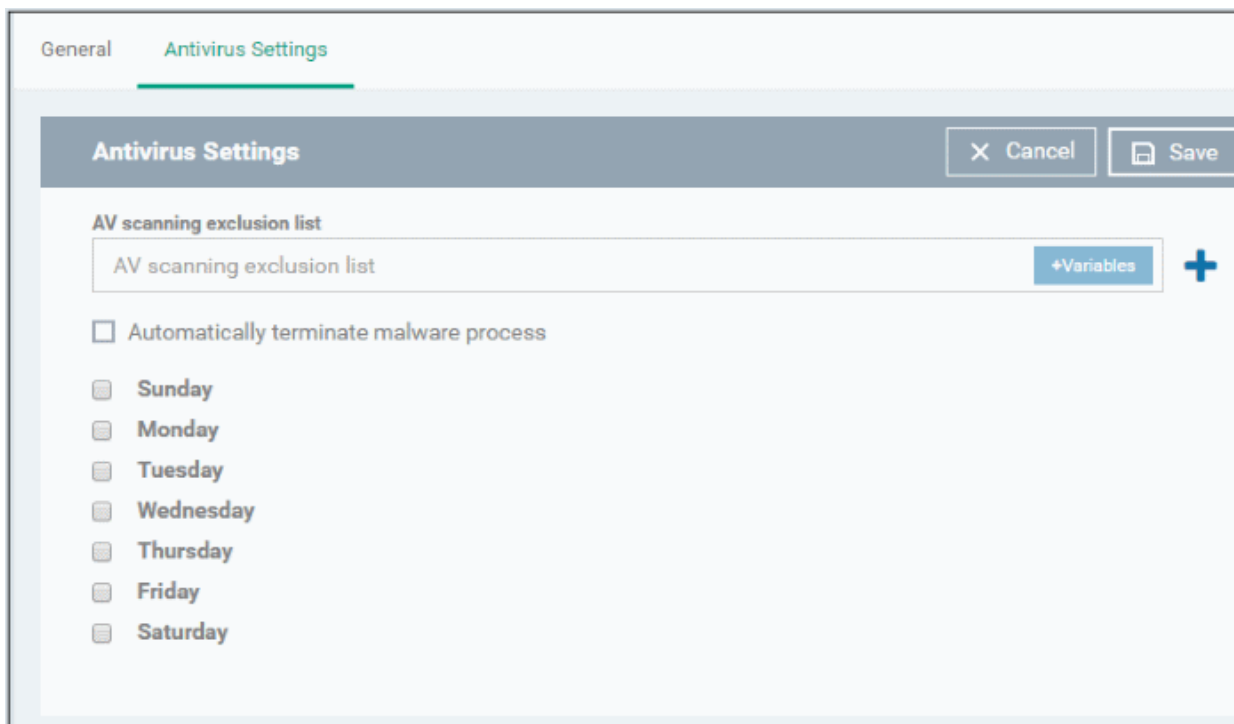 General Antivirus Settings
Antivirus Settings Cancel Save
AV scanning exclusion list
AV scanning exclusion list +Variables
Automatically terminate malware process
Sunday
Monday
Tuesday
Wednesday
Thursday
Friday
Saturday